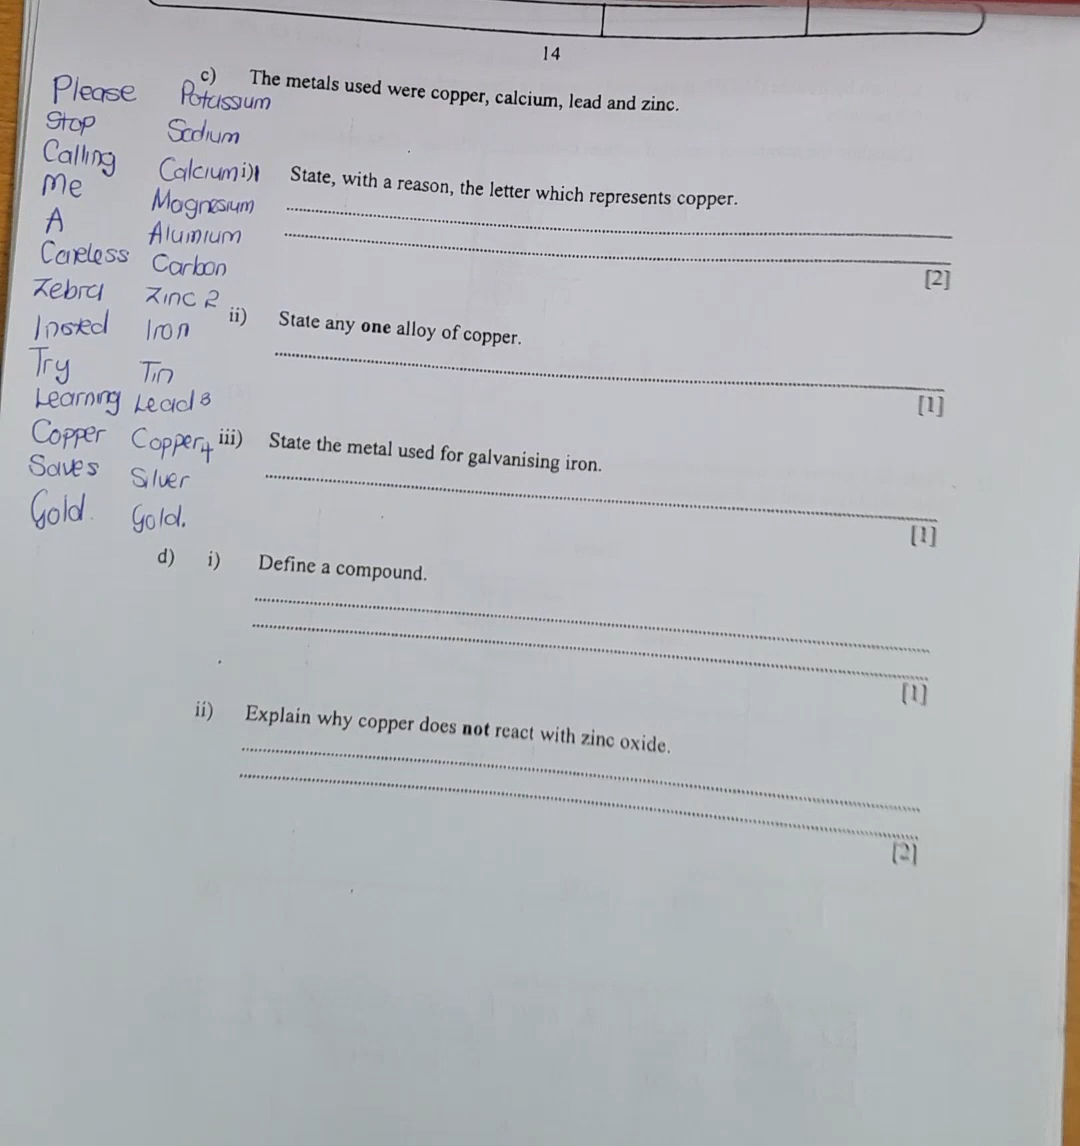 14
c) The metals used were copper, calcium, lead and zinc.
Please Potassum
Stop Sodium
Calling Calcium 1
i) State, with a reason, the letter which represents copper.
Me Magnesium
A Alumium
[2]
Careless Carbon
Zebra Zinc 2
ii) State any one alloy of copper.
Insted Iron
Try Tin
[1]
Learning Lead 3
Copper Copper 4
iii) State the metal used for galvanising iron.
Saves Silver
Gold. Gold.
[1]
d) i) Define a compound.
[1]
ii) Explain why copper does not react with zinc oxide.
[2]